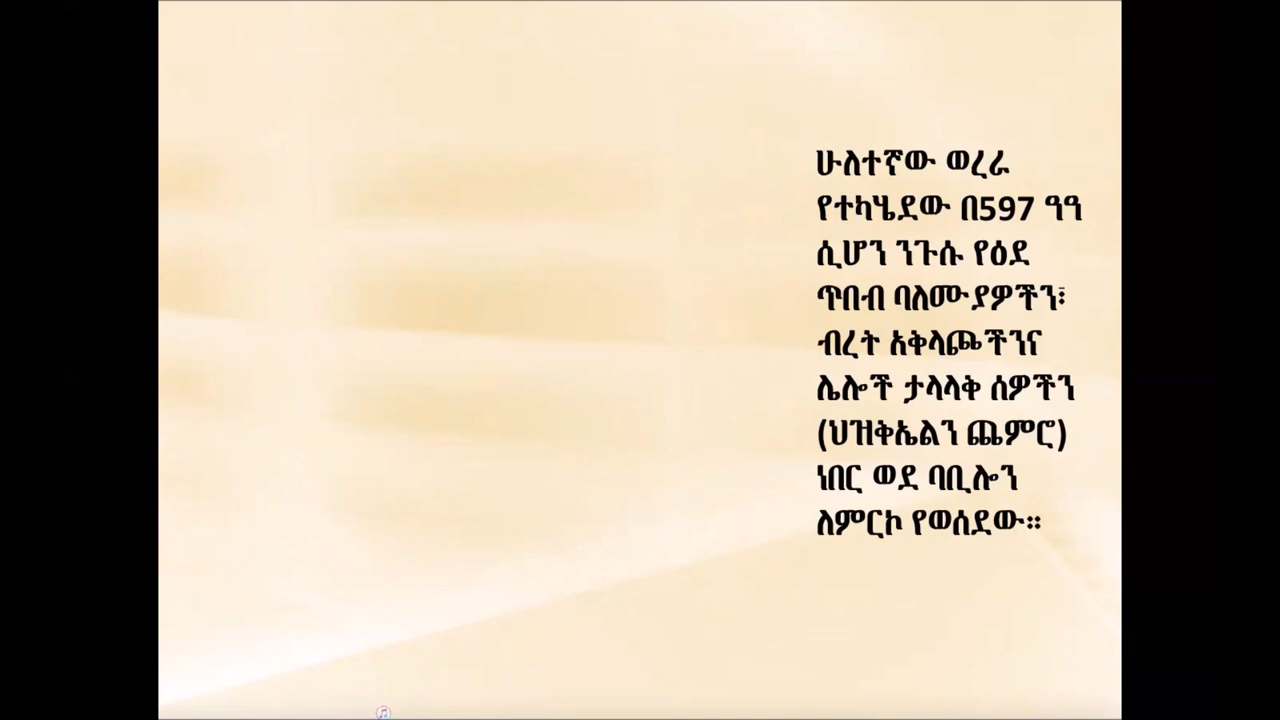 ሁለተኛው ወረራ
የተካሄደው በ597 ዓዓ
ሲሆን ንጉሱ የዕደ
ጥበብ ባለሙያዎችን፥
ብረት አቅላጮችንና
ሌሎች ታላላቅ ሰዎችን
(ህዝቅኤልን ጨምሮ)
ነበር ወደ ባቢሎን
ለምርኮ የወሰደው።